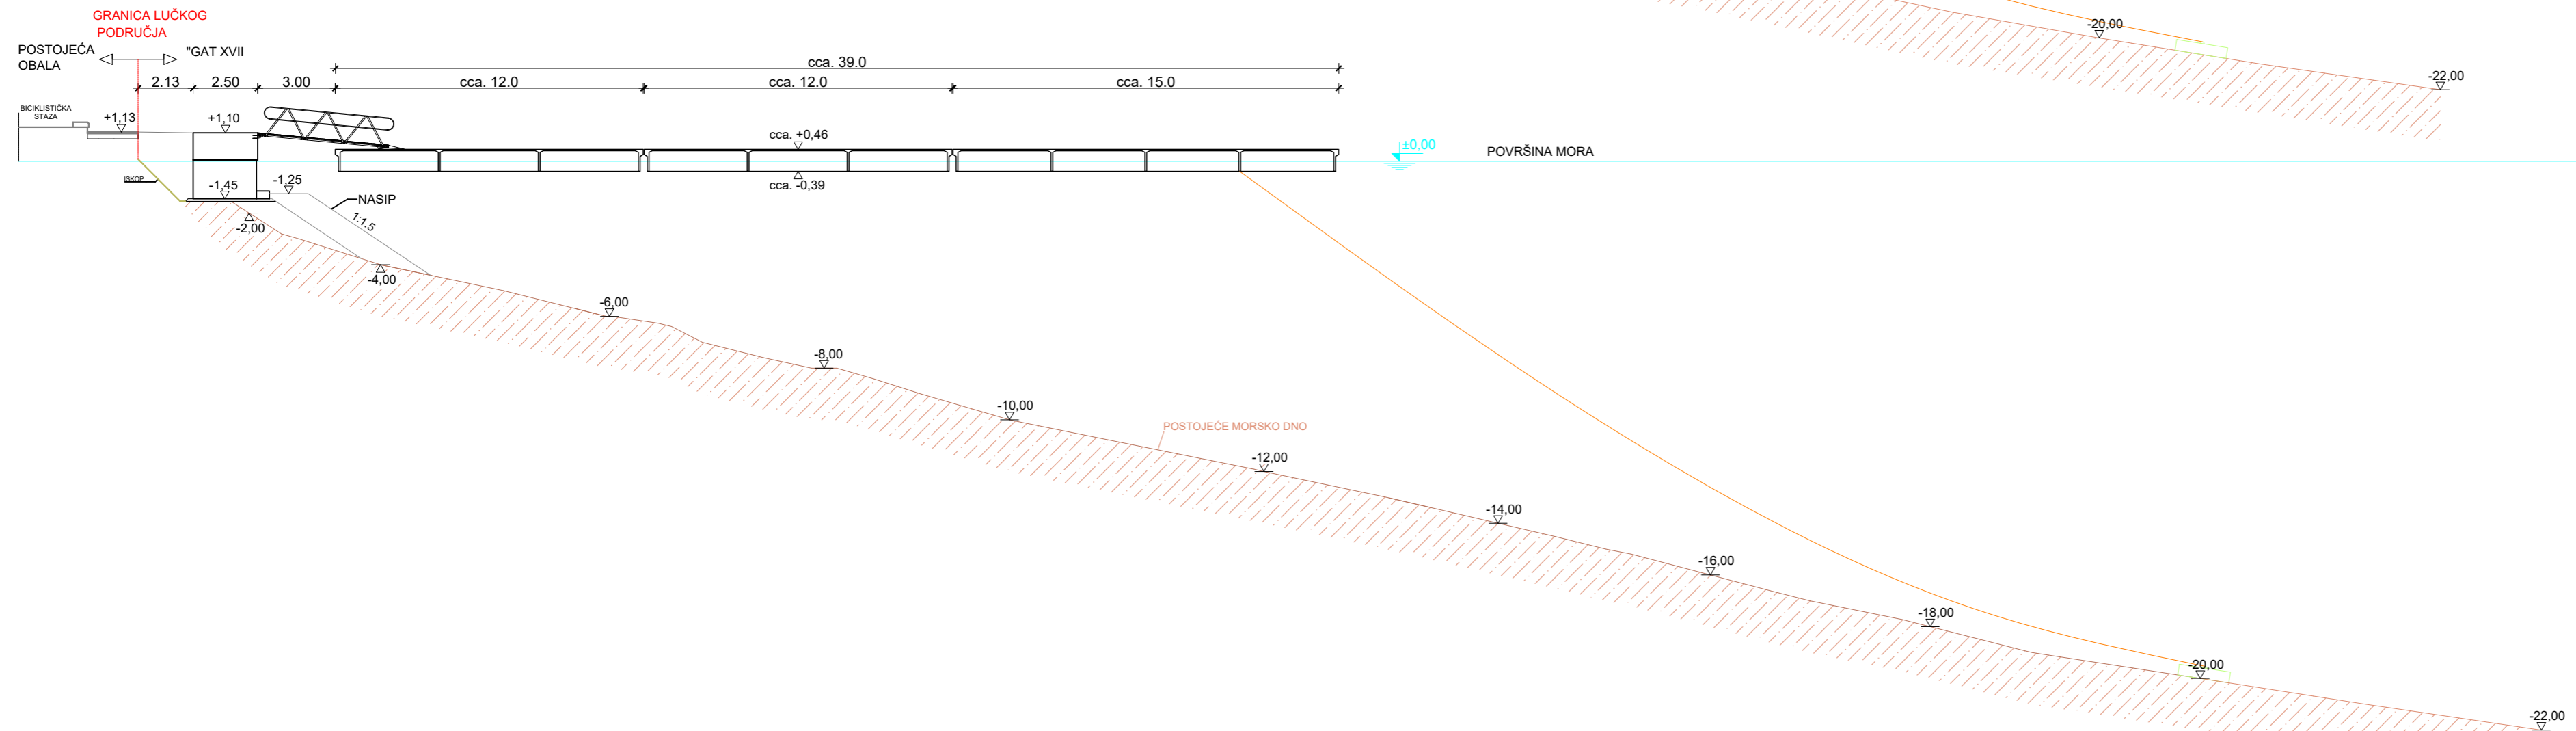 GRANICA LUČKOG
PODRUČJA
POSTOJEĆA
OBALA
"GAT XVII
-20,00
-22,00
cca. 39.0
2.13
2.50
3.00
cca. 12.0
cca. 12.0
cca. 15.0
BICIKLISTIČKA
STAZA
+1,13
+1,10
cca. +0,46
±0,00
POVRŠINA MORA
ISKOP
-1,45
-1,25
cca. -0,39
NASIP
1:1.5
-2,00
-4,00
-6,00
-8,00
-10,00
POSTOJEĆE MORSKO DNO
-12,00
-14,00
-16,00
-18,00
-20,00
-22,00